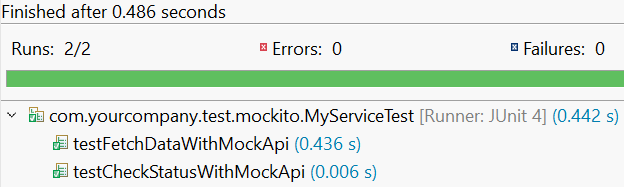 Finished after 0.486 seconds
Runs: 2/2 Errors: 0 Failures: 0
com.yourcompany.test.mockito.MyServiceTest [Runner: JUnit 4] (0.442 s)
testFetchDataWithMockApi (0.436 s)
testCheckStatusWithMockApi (0.006 s)